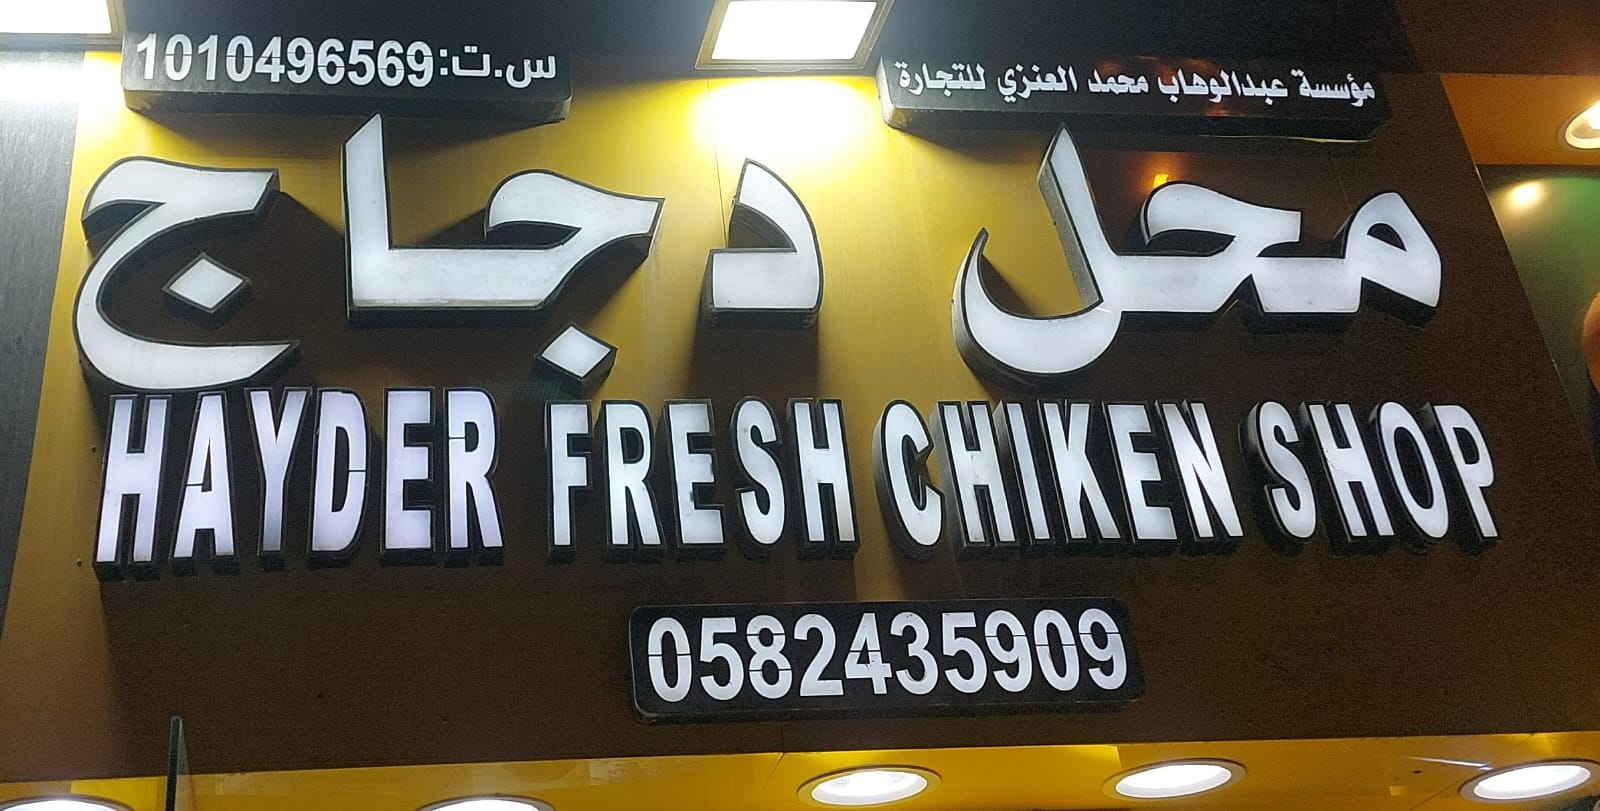 مؤسسة عبدالوهاب محمد العنزي للتجارة
س.ت:1010496569
محل دجاج
HAYDER FRESH CHIKEN SHOP
0582435909